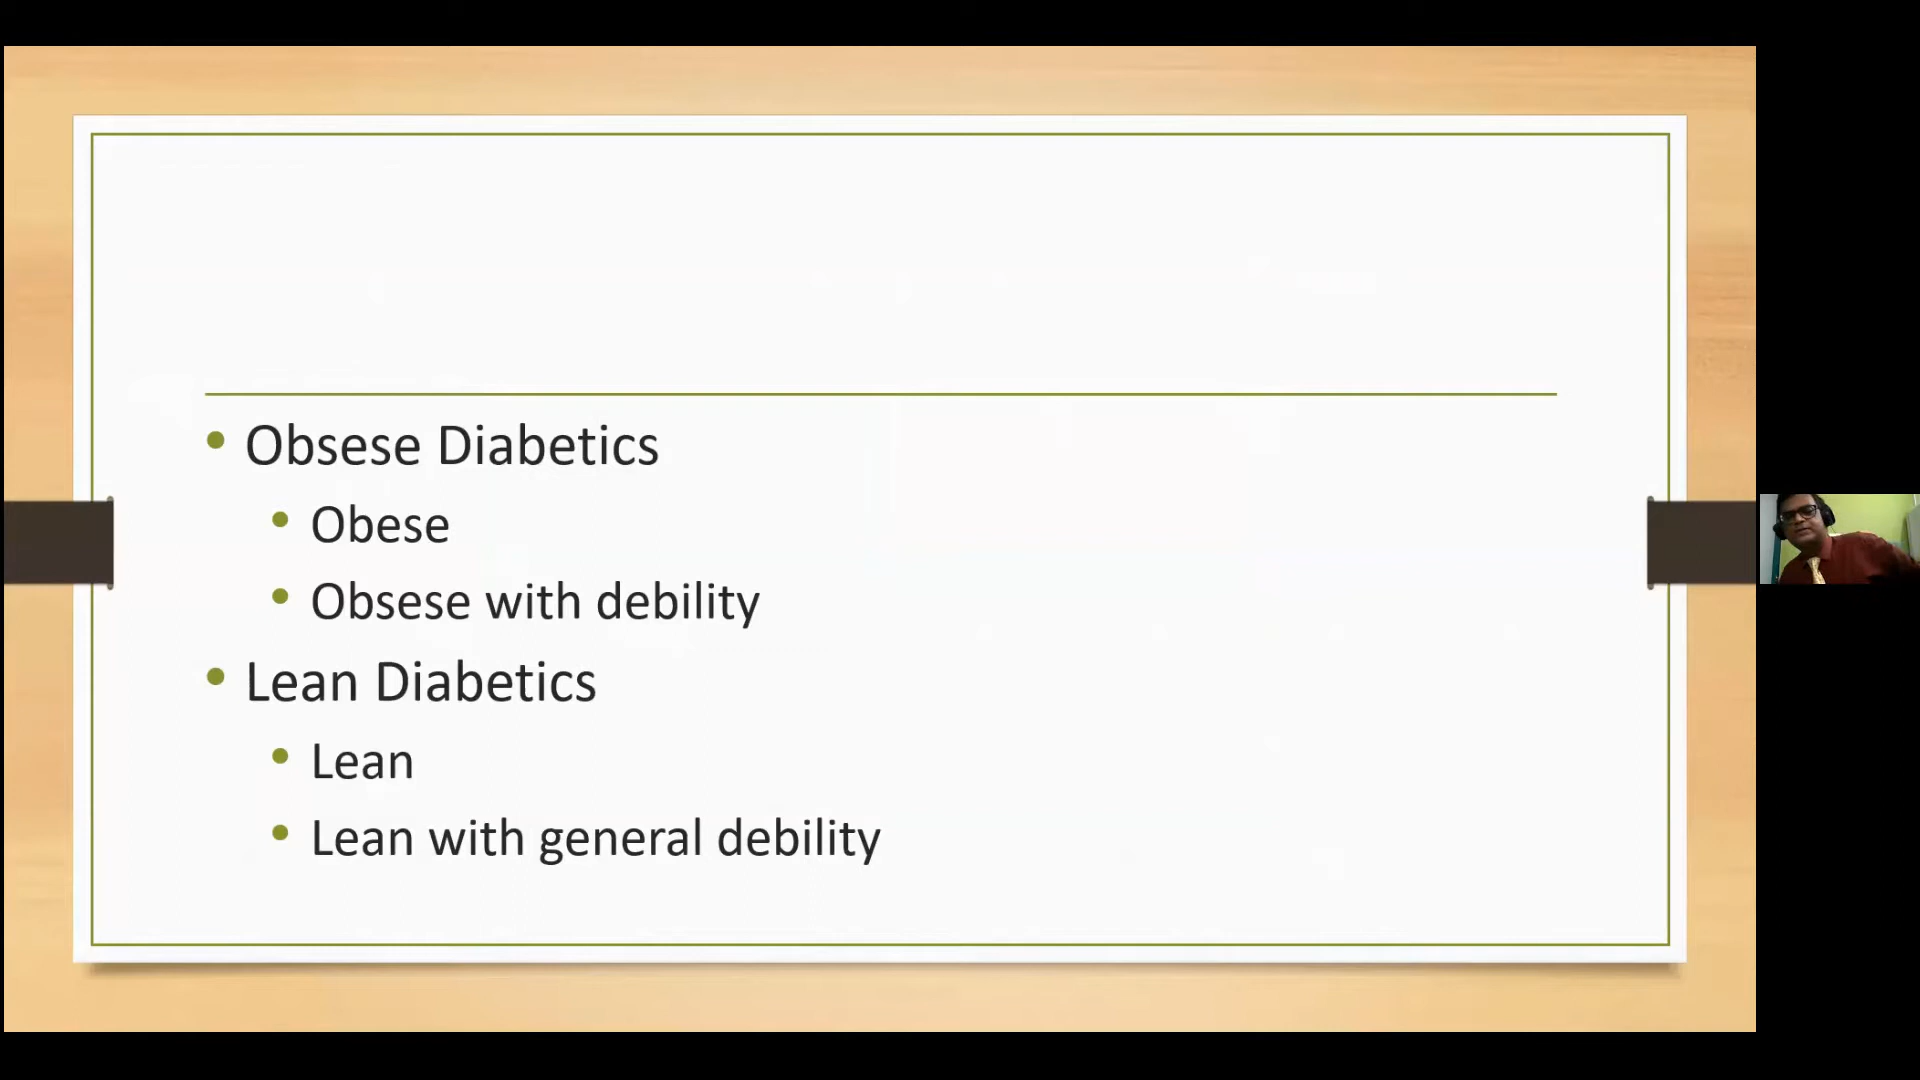 Obsese Diabetics
Obese
Obsese with debility
Lean Diabetics
Lean
Lean with general debility